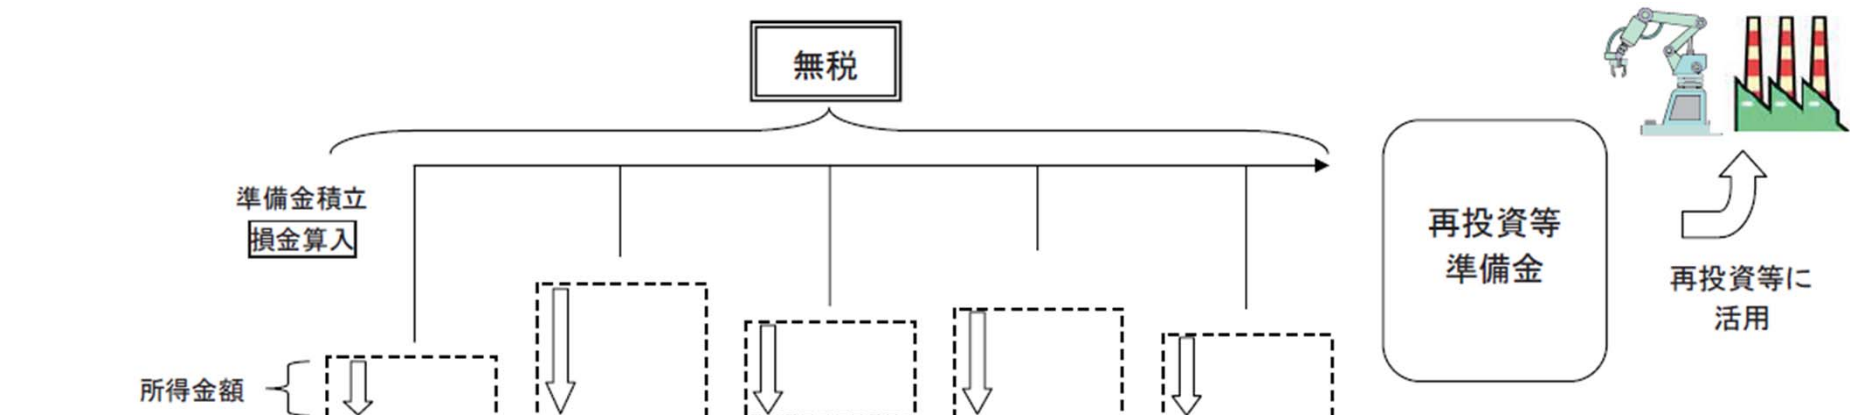 無税
準備金積立
損金算入
再投資等
準備金
再投資等に
活用
所得金額